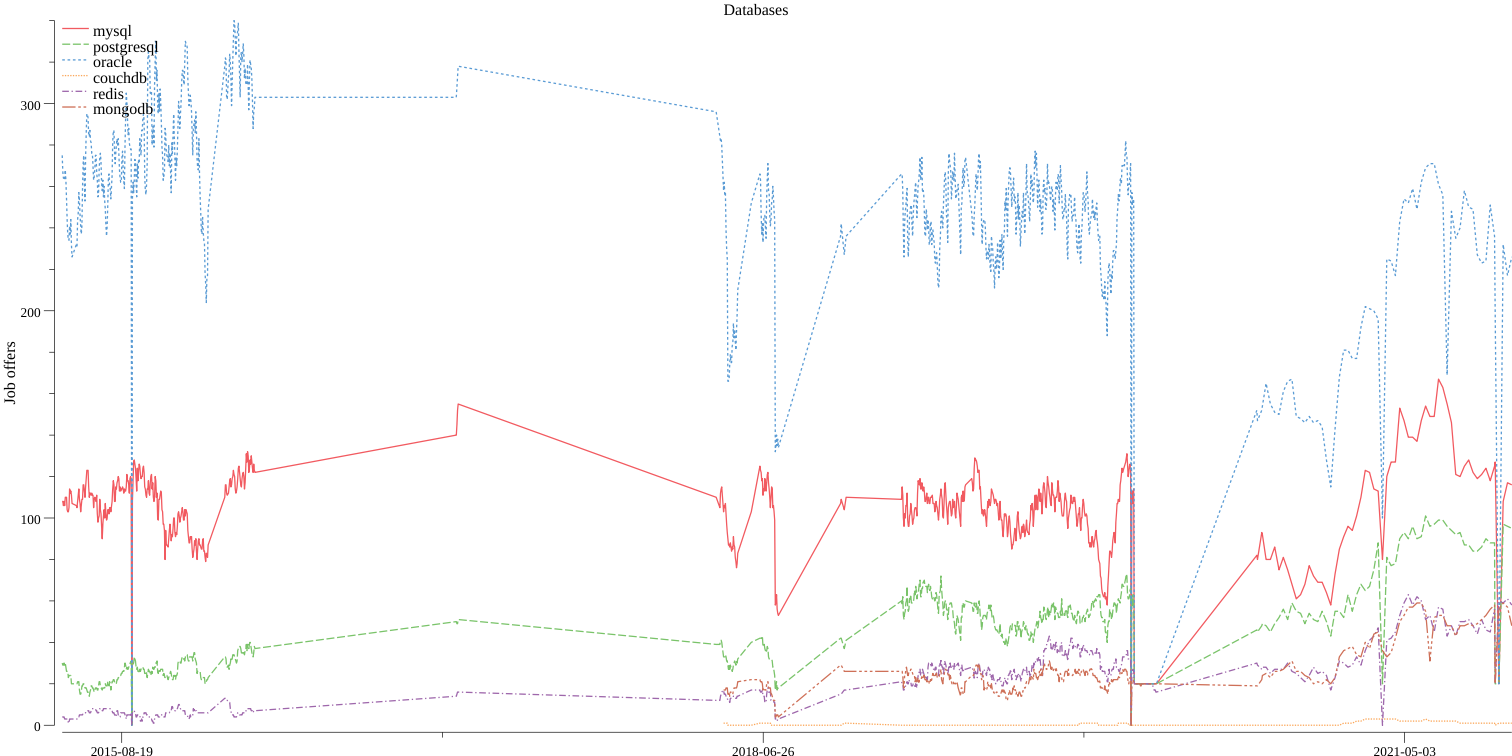 Databases
mysql
postgresql
oracle
couchdb
redis
mongodb
300
200
100
0
Job offers
2015-08-19
2018-06-26
2021-05-03